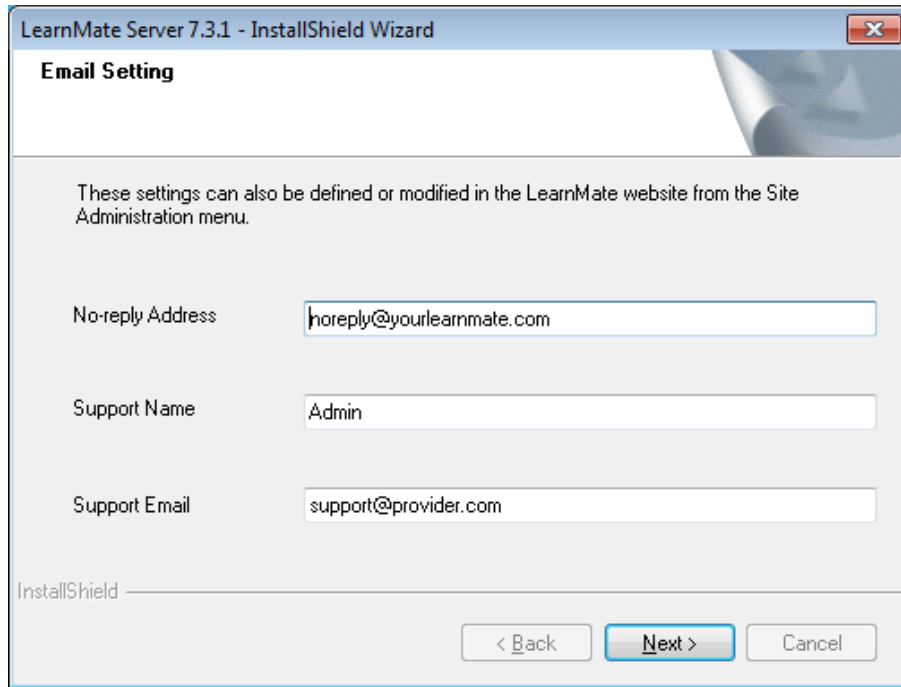 LearnMate Server 7.3.1 - InstallShield Wizard
Email Setting
These settings can also be defined or modified in the LearnMate website from the Site
Administration menu.
No-reply Address noreply@yourlearnmate.com
Support Name Admin
Support Email support@provider.com
InstallShield
< Back Next > Cancel